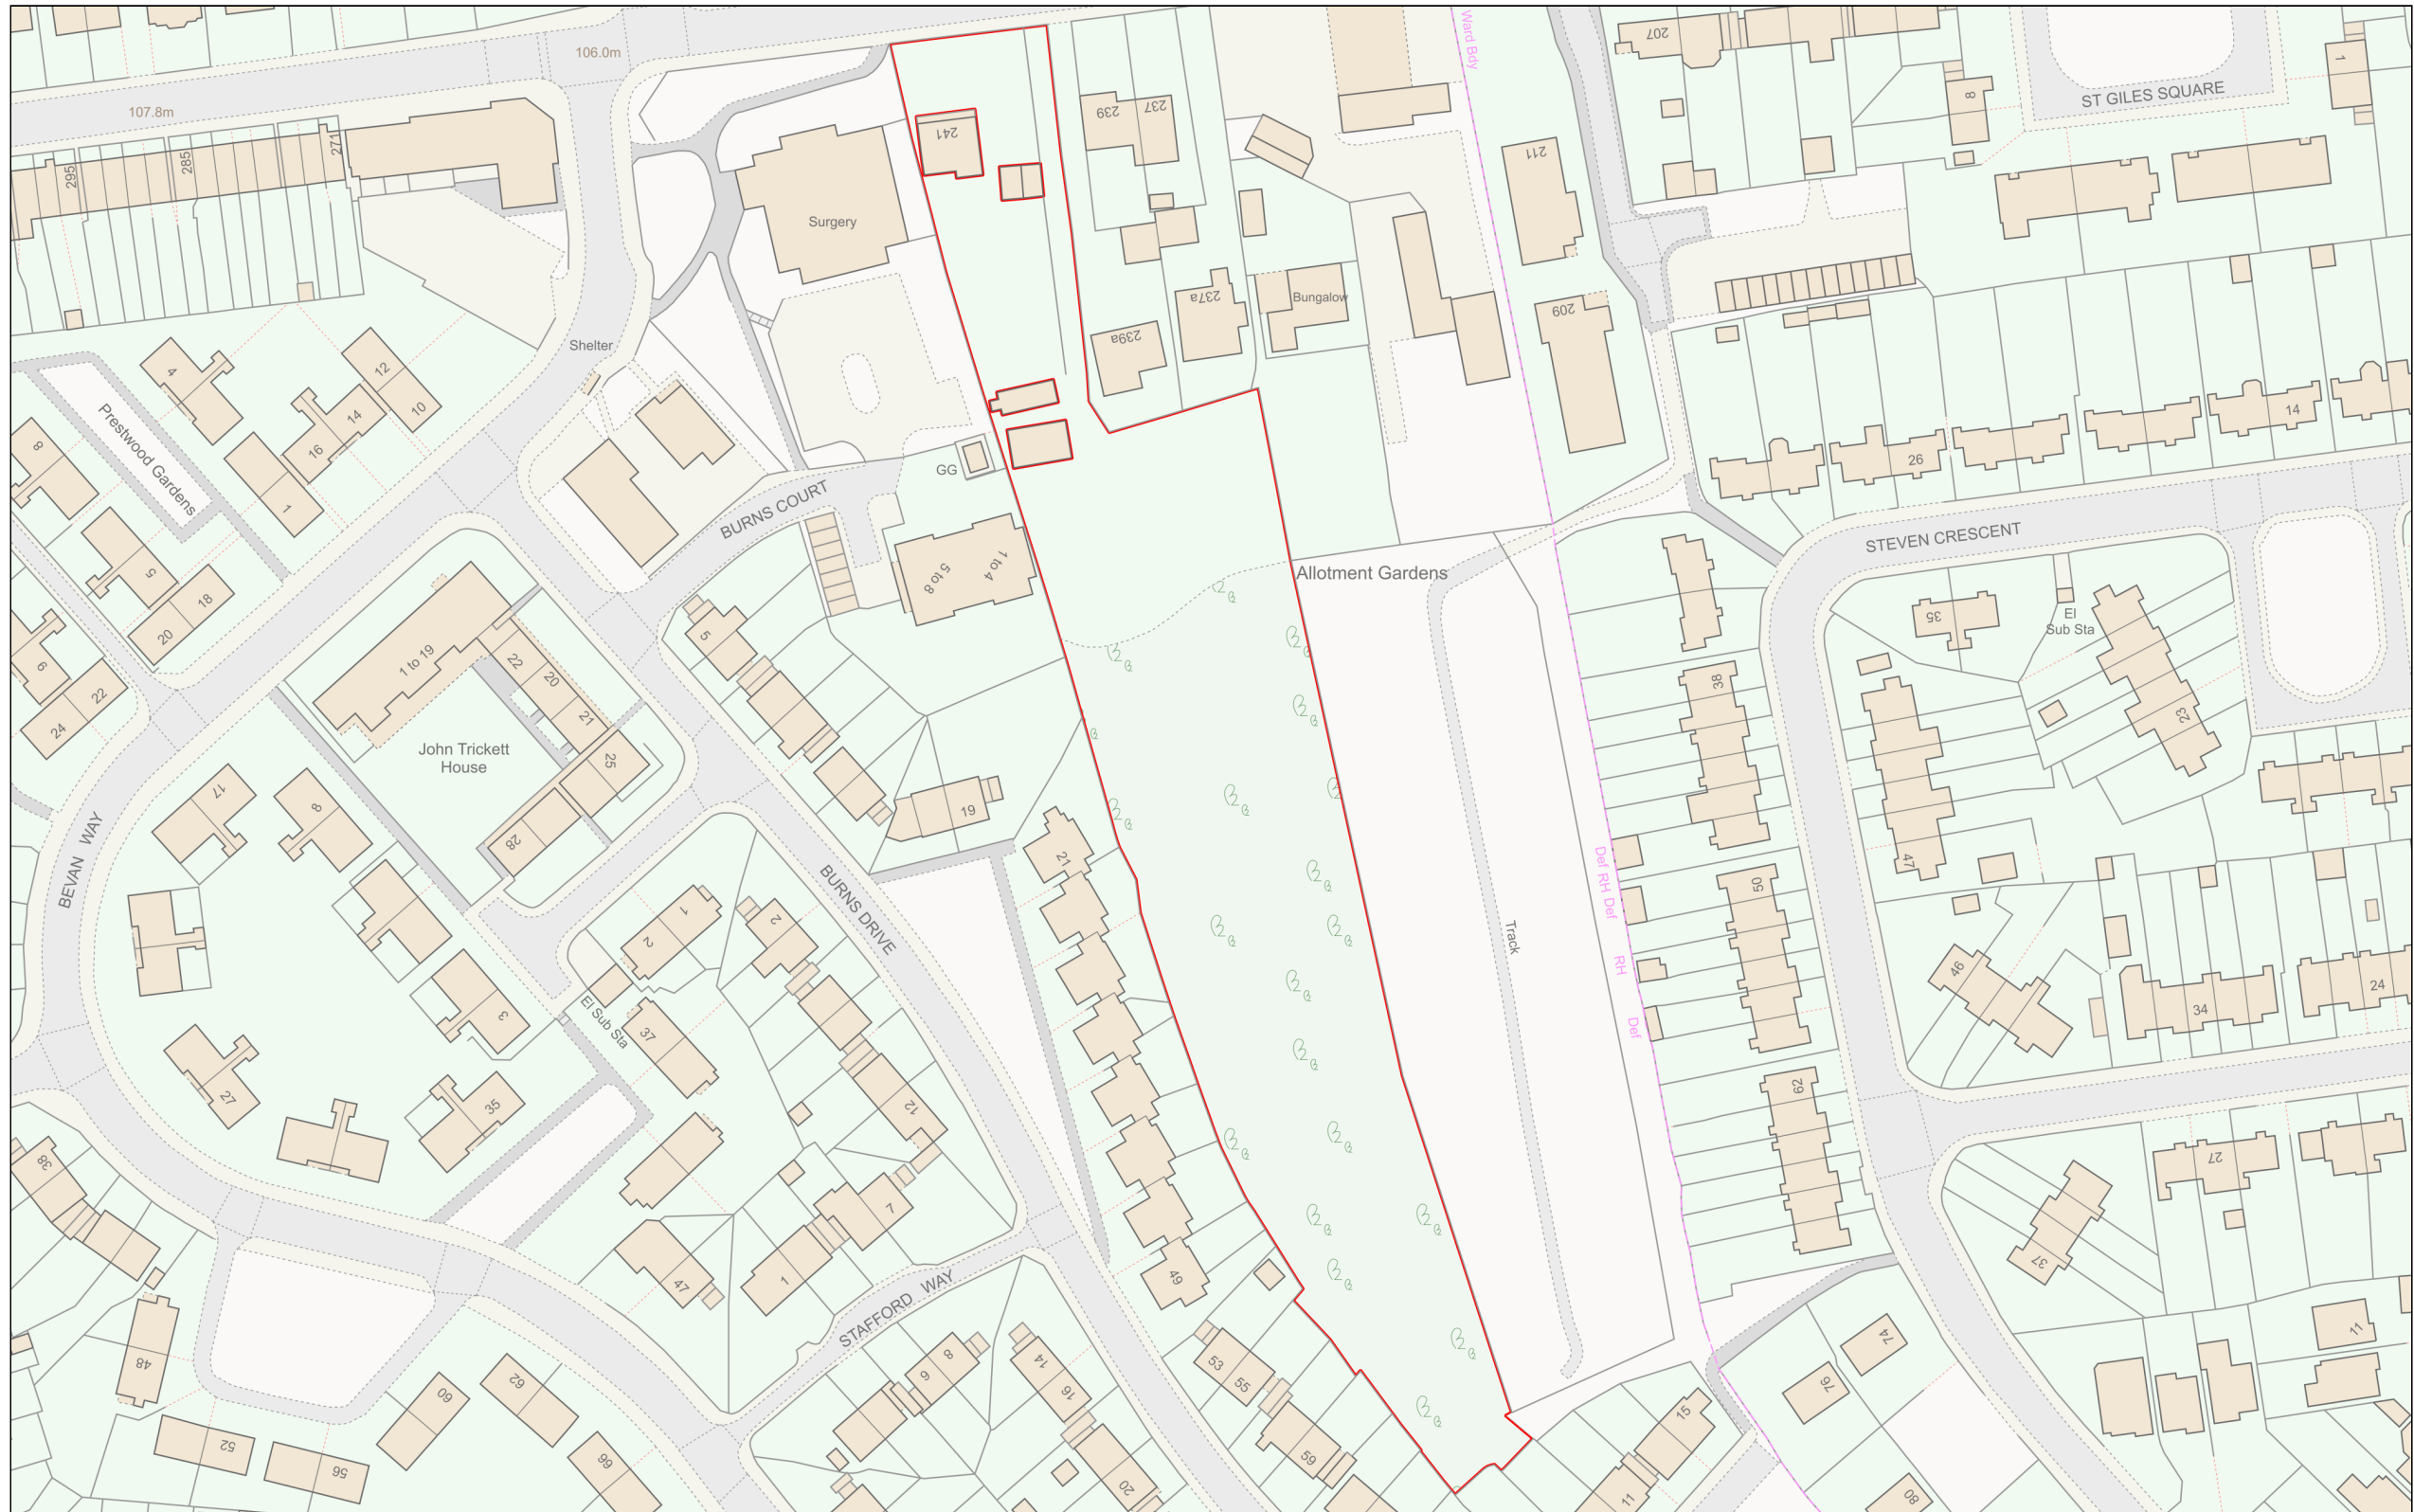 106.0m
107.8m
Ward Bdy
207
8
1
ST GILES SQUARE
295
285
271
241
239
237
211
Surgery
Shelter
239a
237a
Bungalow
209
4
12
10
14
16
1
Prestwood Gardens
8
5
18
20
6
22
24
GG
BURNS COURT
5 to 8
1 to 4
26
14
STEVEN CRESCENT
Allotment Gardens
35
El
Sub Sta
23
38
47
50
62
1 to 19
22
20
21
25
28
John Trickett
House
5
19
21
17
8
BEVAN WAY
3
27
35
1
2
2
El Sub Sta
37
BURNS DRIVE
12
7
1
47
49
Track
Def RH Def
RH
Def
46
34
24
27
37
38
48
52
56
60
62
66
STAFFORD WAY
8
6
14
16
20
53
55
59
15
11
74
76
80
11